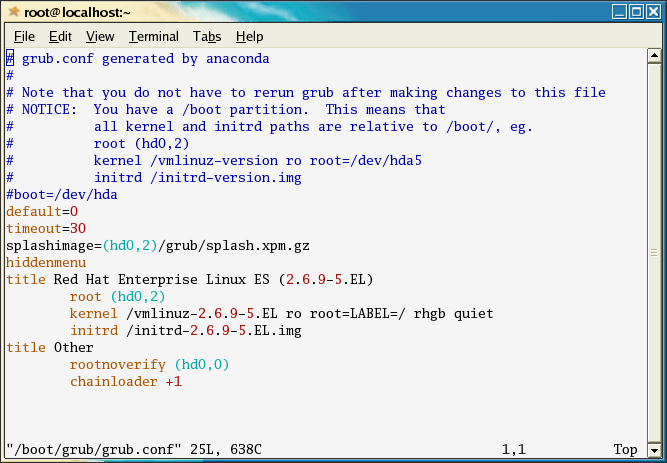 root@localhost:~
File Edit View Terminal Tabs Help
# grub.conf generated by anaconda
#
# Note that you do not have to rerun grub after making changes to this file
# NOTICE:  You have a /boot partition.  This means that
#          all kernel and initrd paths are relative to /boot/, eg.
#          root (hd0,2)
#          kernel /vmlinuz-version ro root=/dev/hda5
#          initrd /initrd-version.img
#boot=/dev/hda
default=0
timeout=30
splashimage=(hd0,2)/grub/splash.xpm.gz
hiddenmenu
title Red Hat Enterprise Linux ES (2.6.9-5.EL)
        root (hd0,2)
        kernel /vmlinuz-2.6.9-5.EL ro root=LABEL=/ rhgb quiet
        initrd /initrd-2.6.9-5.EL.img
title Other
        rootnoverify (hd0,0)
        chainloader +1
"/boot/grub/grub.conf" 25L, 638C                              1,1           Top